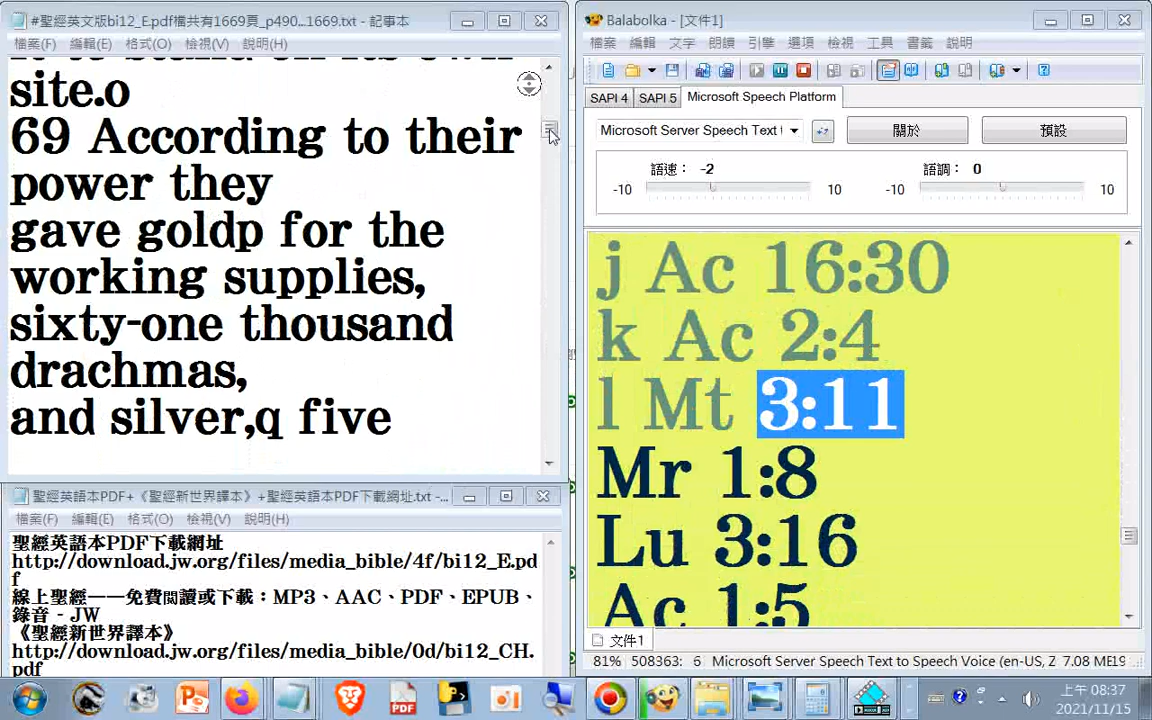 #聖經英文版bi12_E.pdf檔共有1669頁_p490...1669.txt - 記事本
檔案(F) 編輯(E) 格式(O) 檢視(V) 說明(H)
site.o
69 According to their
power they
gave goldp for the
working supplies,
sixty-one thousand
drachmas,
and silver,q five
聖經英語本PDF+《聖經新世界譯本》+聖經英語本PDF下載網址.txt -...
檔案(F) 編輯(E) 格式(O) 檢視(V) 說明(H)
聖經英語本PDF下載網址
http://download.jw.org/files/media_bible/4f/bi12_E.pd
f
線上聖經——免費閱讀或下載：MP3、AAC、PDF、EPUB、
錄音 - JW
《聖經新世界譯本》
http://download.jw.org/files/media_bible/0d/bi12_CH.
pdf
Balabolka - [文件1]
檔案 編輯 文字 朗讀 引擎 選項 檢視 工具 書籤 說明
SAPI 4 SAPI 5 Microsoft Speech Platform
Microsoft Server Speech Text 關於 預設
語速： -2 語調： 0
-10 10 -10 10
j Ac 16:30
k Ac 2:4
l Mt 3:11
Mr 1:8
Lu 3:16
Ac 1:5
文件1
81% 508363: 6 Microsoft Server Speech Text to Speech Voice (en-US, Z 7.08 ME19
PDF
上午 08:37
2021/11/15